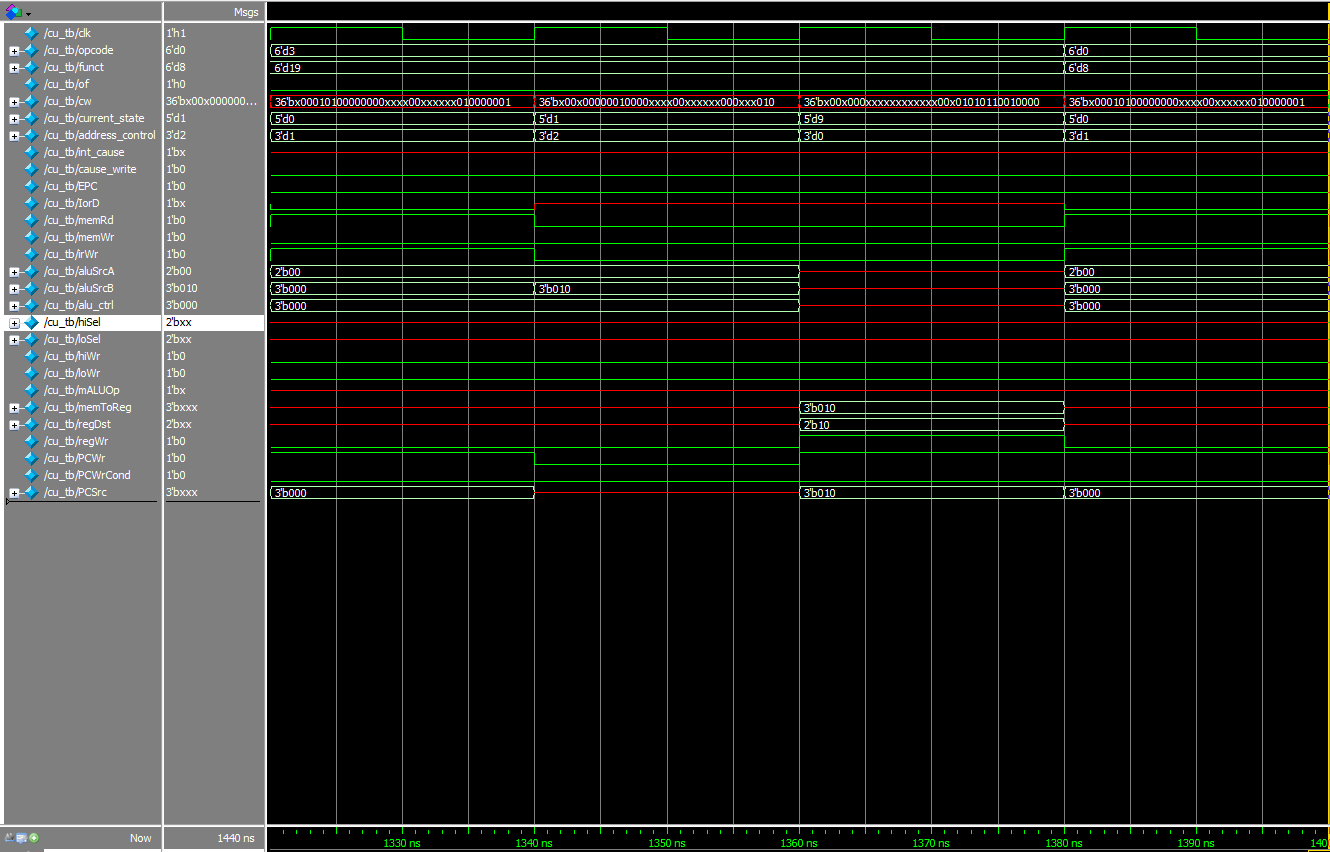 Msgs
/cu_tb/clk 1'h1
/cu_tb/opcode 6'd0 6'd3 6'd0
/cu_tb/funct 6'd8 6'd19 6'd8
/cu_tb/of 1'h0
/cu_tb/cw 36'bx00x000000... 36'bx00010100000000xxxx00xxxxxx010000001 36'bx00x00000010000xxxx00xxxxxx000xxx010 36'bx00x000xxxxxxxxxxxxx00x01010110010000 36'bx00010100000000xxxx00xxxxxx010000001
/cu_tb/current_state 5'd1 5'd0 5'd1 5'd9 5'd0
/cu_tb/address_control 3'd2 3'd1 3'd2 3'd0 3'd1
/cu_tb/int_cause 1'bx
/cu_tb/cause_write 1'b0
/cu_tb/EPC 1'b0
/cu_tb/IorD 1'bx
/cu_tb/memRd 1'b0
/cu_tb/memWr 1'b0
/cu_tb/irWr 1'b0
/cu_tb/aluSrcA 2'b00 2'b00 2'b00
/cu_tb/aluSrcB 3'b010 3'b000 3'b010 3'b000
/cu_tb/alu_ctrl 3'b000 3'b000 3'b000
/cu_tb/hiSel 2'bxx
/cu_tb/loSel 2'bxx
/cu_tb/hiWr 1'b0
/cu_tb/loWr 1'b0
/cu_tb/mALUOp 1'bx
/cu_tb/memToReg 3'bxxx 3'b010
/cu_tb/regDst 2'bxx 2'b10
/cu_tb/regWr 1'b0
/cu_tb/PCWr 1'b0
/cu_tb/PCWrCond 1'b0
/cu_tb/PCSrc 3'bxxx 3'b000 3'b010 3'b000
Now 1440 ns 1330 ns 1340 ns 1350 ns 1360 ns 1370 ns 1380 ns 1390 ns 140